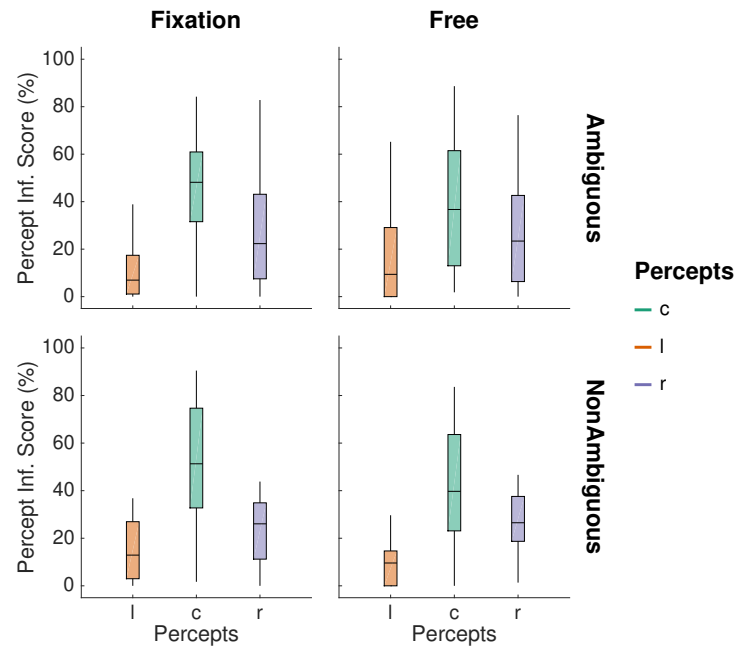 Fixation
Free
Percept Inf. Score (%)
100
80
60
40
20
0
Ambiguous
Percepts
c
l
r
Percept Inf. Score (%)
100
80
60
40
20
0
NonAmbiguous
l c r
Percepts
l c r
Percepts